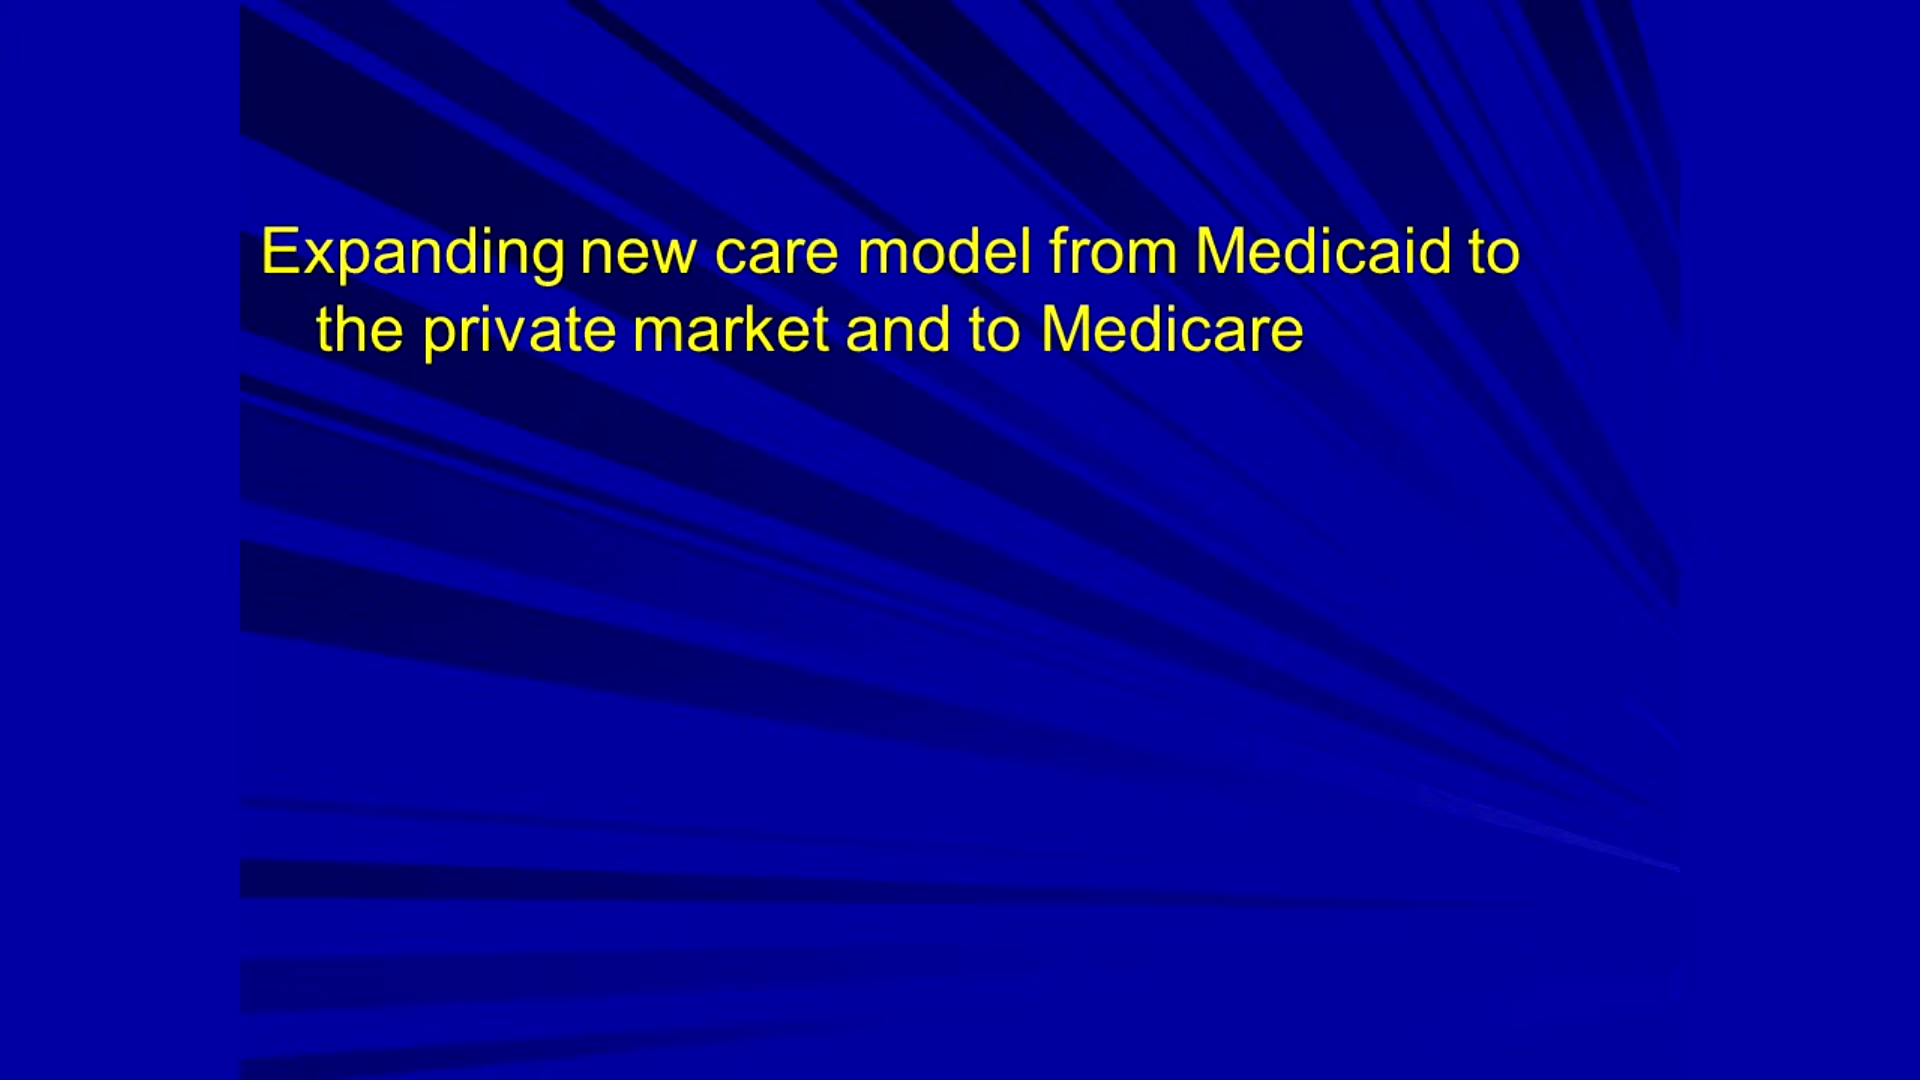 Expanding new care model from Medicaid to
the private market and to Medicare